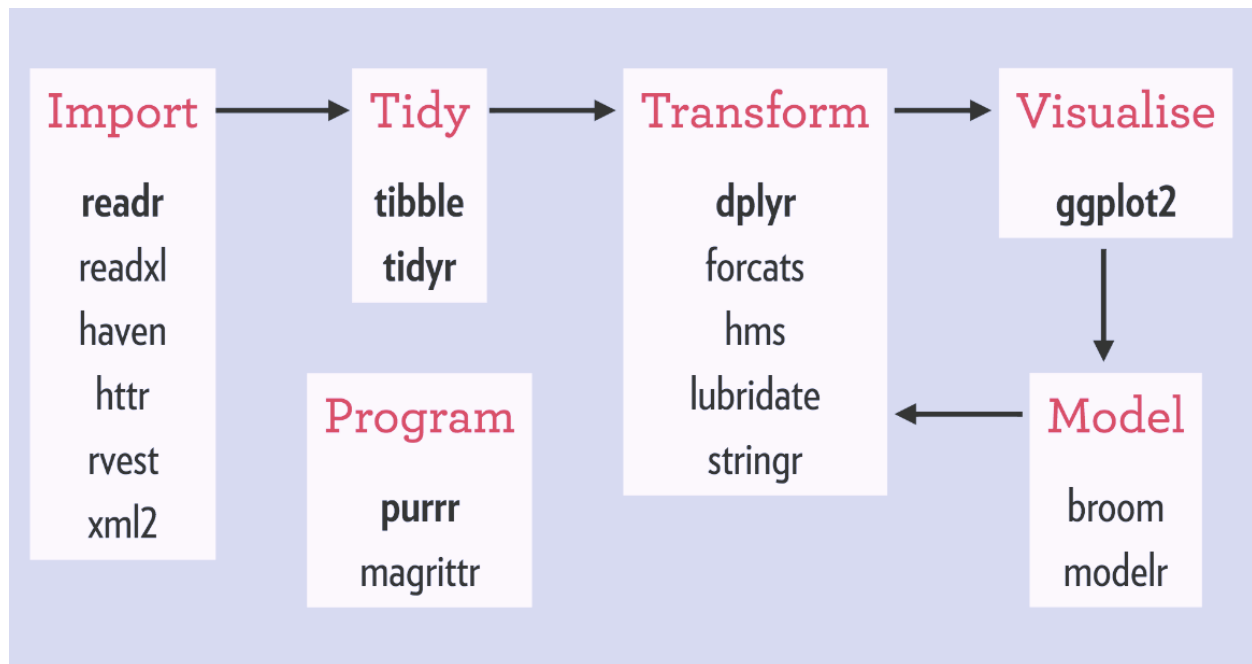 Import
readr
readxl
haven
httr
rvest
xml2
Tidy
tibble
tidyr
Program
purrr
magrittr
Transform
dplyr
forcats
hms
lubridate
stringr
Visualise
ggplot2
Model
broom
modelr